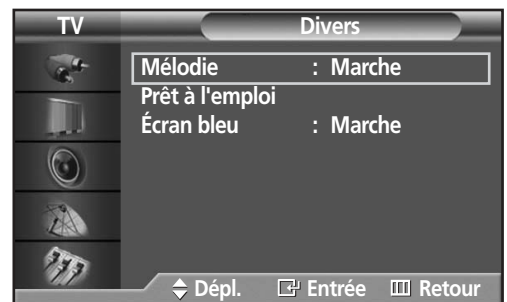 TV
Divers
Mélodie : Marche
Prêt à l'emploi
Écran bleu : Marche
Dépl. Entrée Retour